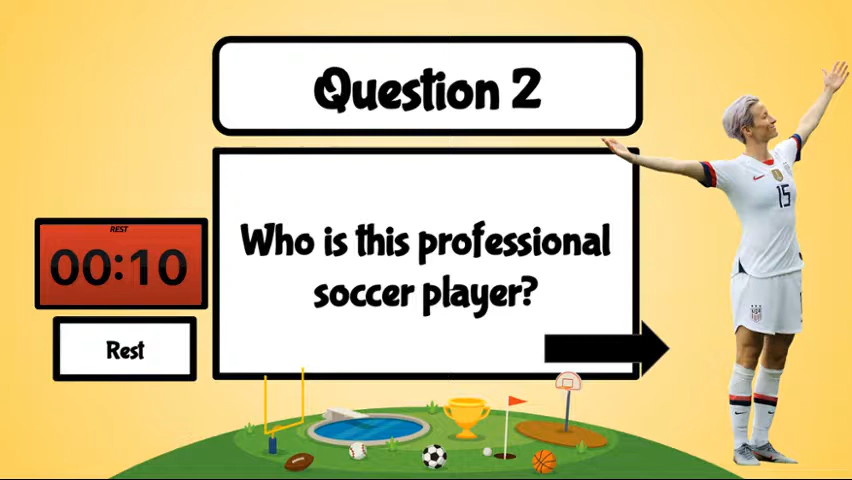 Question 2
Who is this professional
soccer player?
REST
00:10
Rest
15